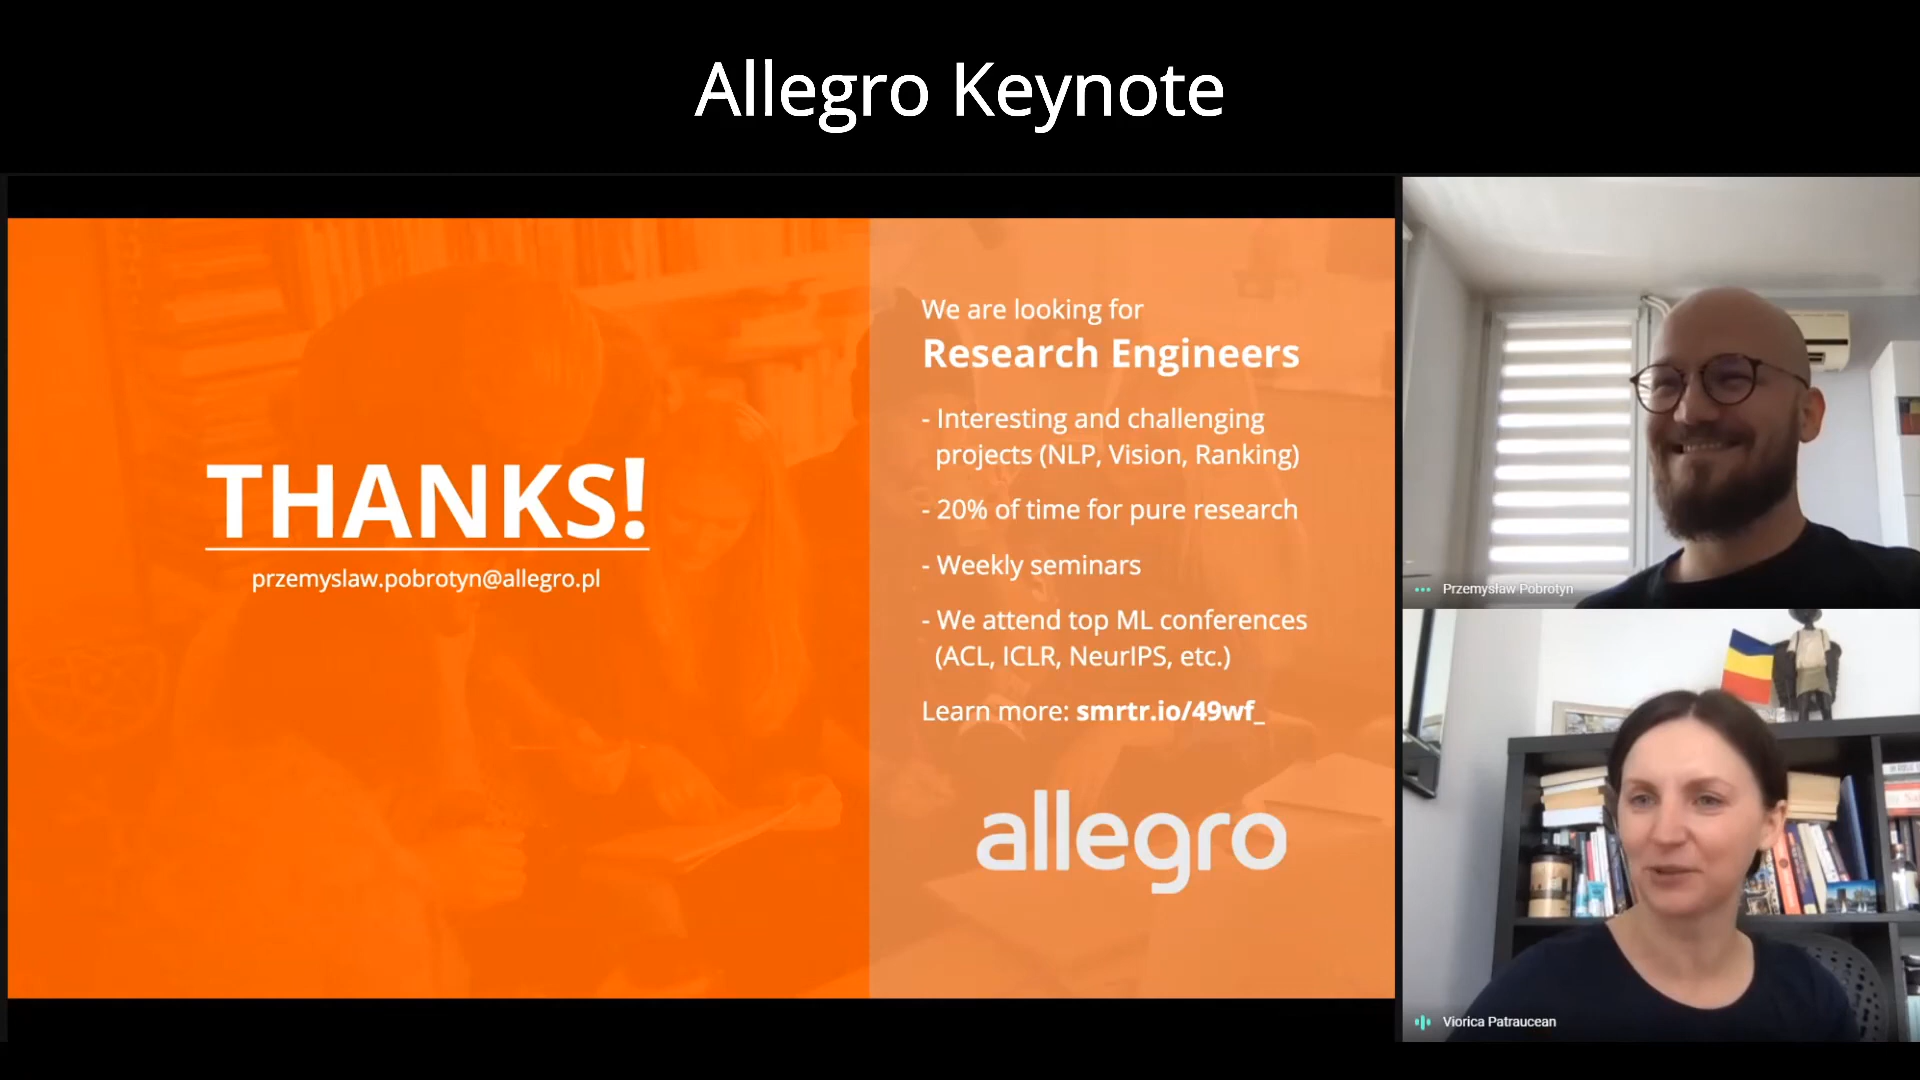 Allegro Keynote
THANKS!
przemyslaw.pobrotyn@allegro.pl
We are looking for
Research Engineers
- Interesting and challenging
projects (NLP, Vision, Ranking)
- 20% of time for pure research
- Weekly seminars
- We attend top ML conferences
(ACL, ICLR, NeurIPS, etc.)
Learn more: smrtr.io/49wf_
allegro
Przemysław Pobrotyn
Viorica Patraucean